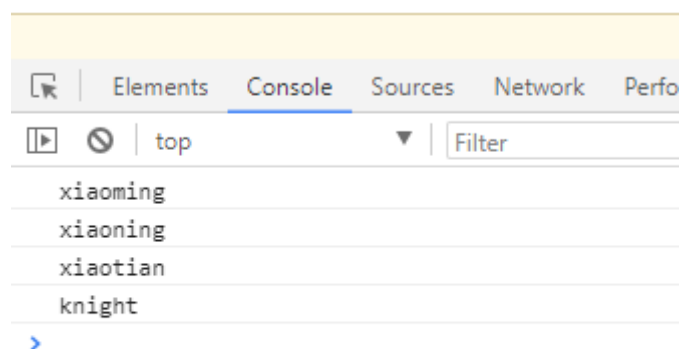 Elements Console Sources Network Perfo
top Filter
xiaoming
xiaoning
xiaotian
knight